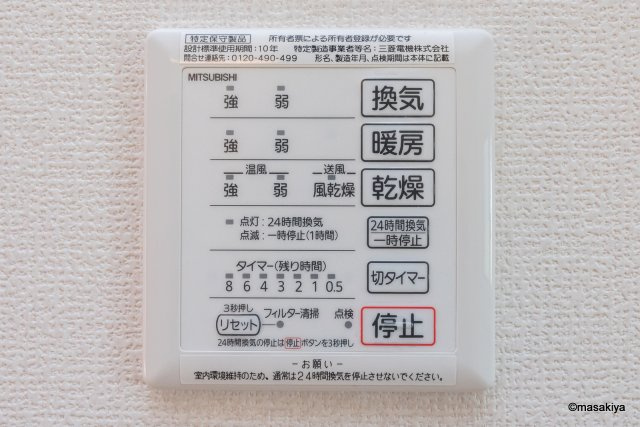 特定保守製品 所有者票による所有者登録が必要です
設計標準使用期間：10年 特定製造事業者等名：三菱電機株式会社
問合せ連絡先：0120-490-499 形名、製造年月、点検期間は本体に記載
MITSUBISHI
強 弱 換気
強 弱 暖房
温風 送風
強 弱 風乾燥 乾燥
点灯：24時間換気
点滅：一時停止(1時間)
24時間換気
一時停止
タイマー(残り時間)
8 6 4 3 2 1 0.5
切タイマー
3秒押し
リセット フィルター清掃 点検
停止
24時間換気の停止は停止ボタンを3秒押し
－お願い－
室内環境維持のため、通常は24時間換気を停止させないでください。
©masakiya